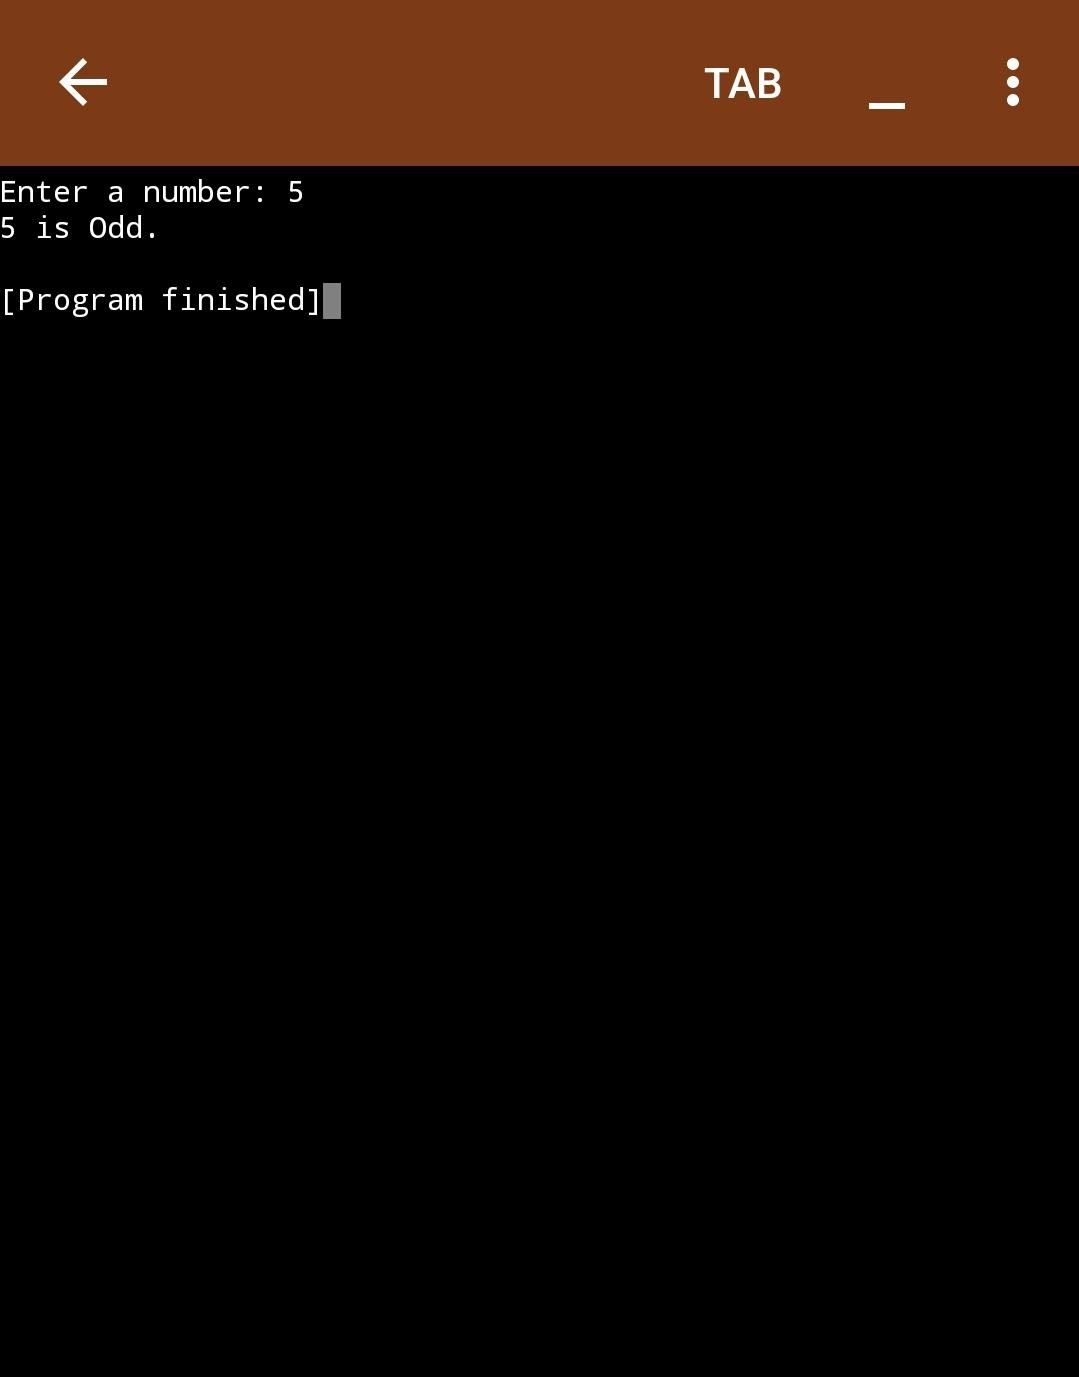 TAB
Enter a number: 5
5 is Odd.
[Program finished]